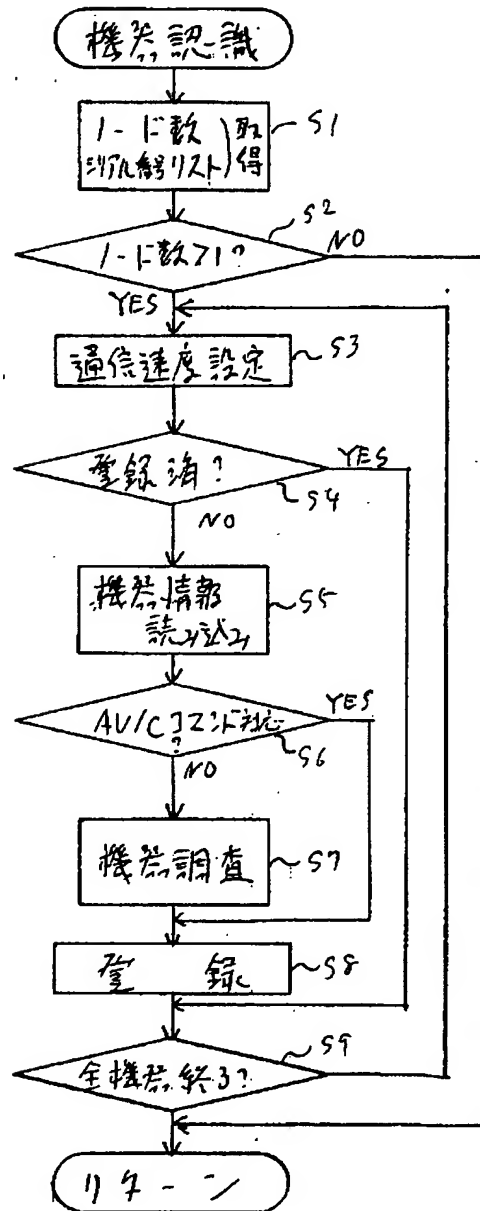 機器認識
ノード数
シリアル番号リスト)取得
S1
S2
ノード数>1?
NO
YES
通信速度設定
S3
登録済?
YES
S4
NO
機器情報
読み込み
S5
AV/Cコマンド対応
?
YES
S6
NO
機器調査
S7
登録
S8
S9
全機器終了?
リターン